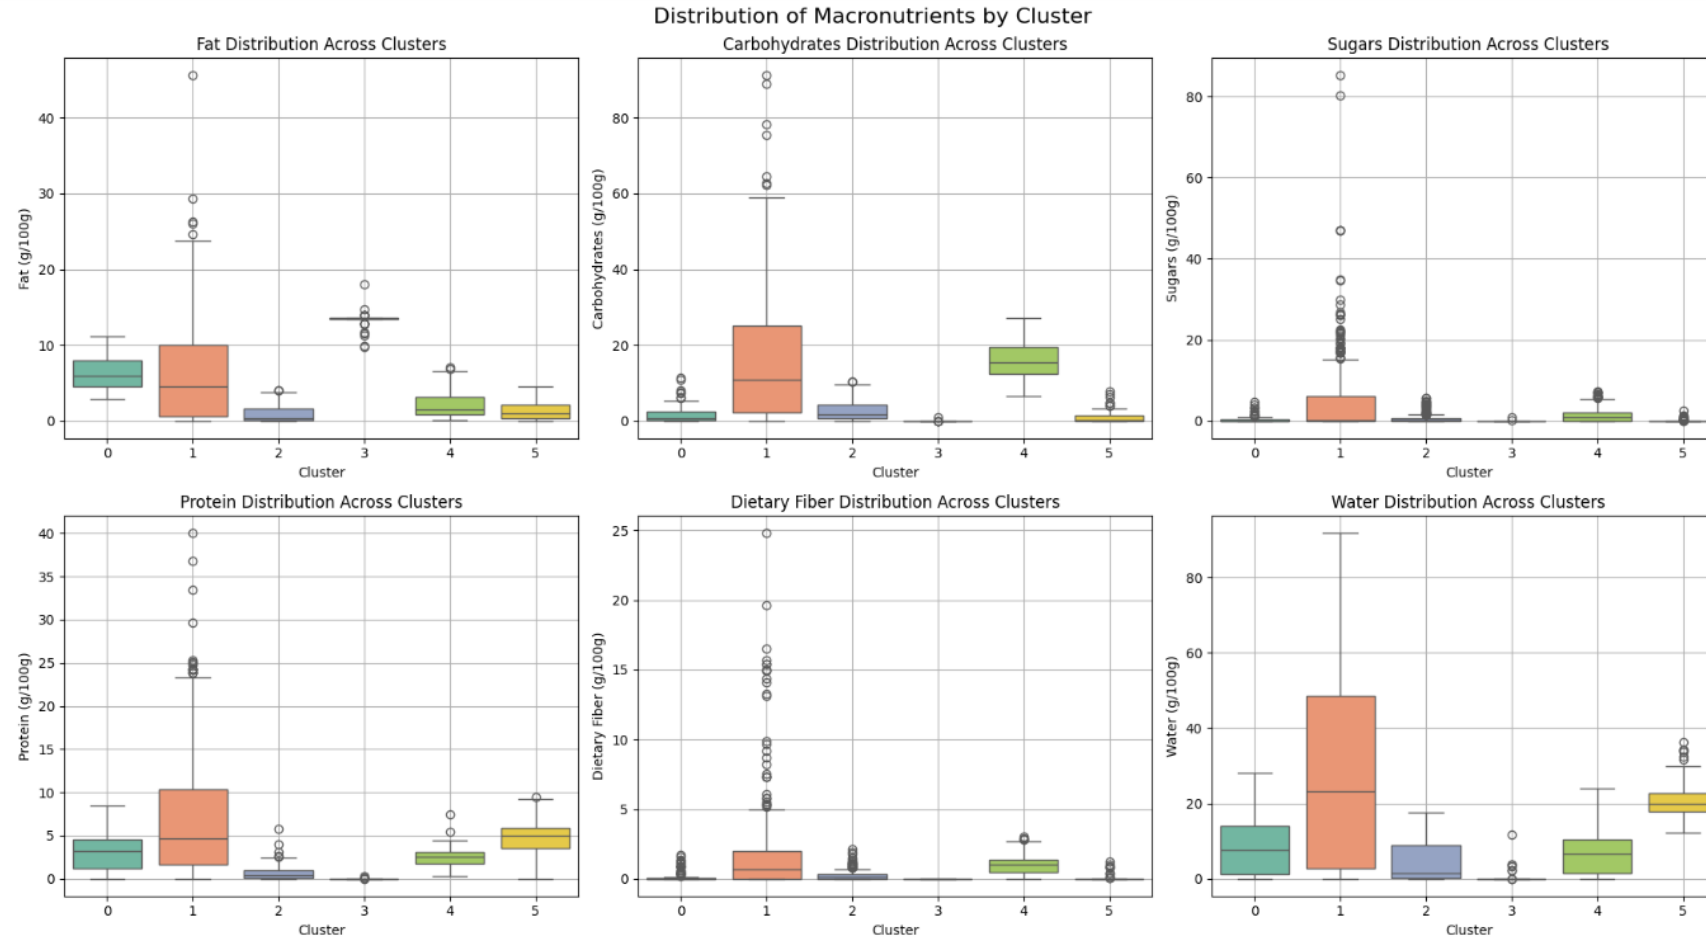 Distribution of Macronutrients by Cluster
Fat Distribution Across Clusters
Fat (g/100g)
40
30
20
10
0
0 1 2 3 4 5
Cluster
Carbohydrates Distribution Across Clusters
Carbohydrates (g/100g)
80
60
40
20
0
0 1 2 3 4 5
Cluster
Sugars Distribution Across Clusters
Sugars (g/100g)
80
60
40
20
0
0 1 2 3 4 5
Cluster
Protein Distribution Across Clusters
Protein (g/100g)
40
35
30
25
20
15
10
5
0
0 1 2 3 4 5
Cluster
Dietary Fiber Distribution Across Clusters
Dietary Fiber (g/100g)
25
20
15
10
5
0
0 1 2 3 4 5
Cluster
Water Distribution Across Clusters
Water (g/100g)
80
60
40
20
0
0 1 2 3 4 5
Cluster